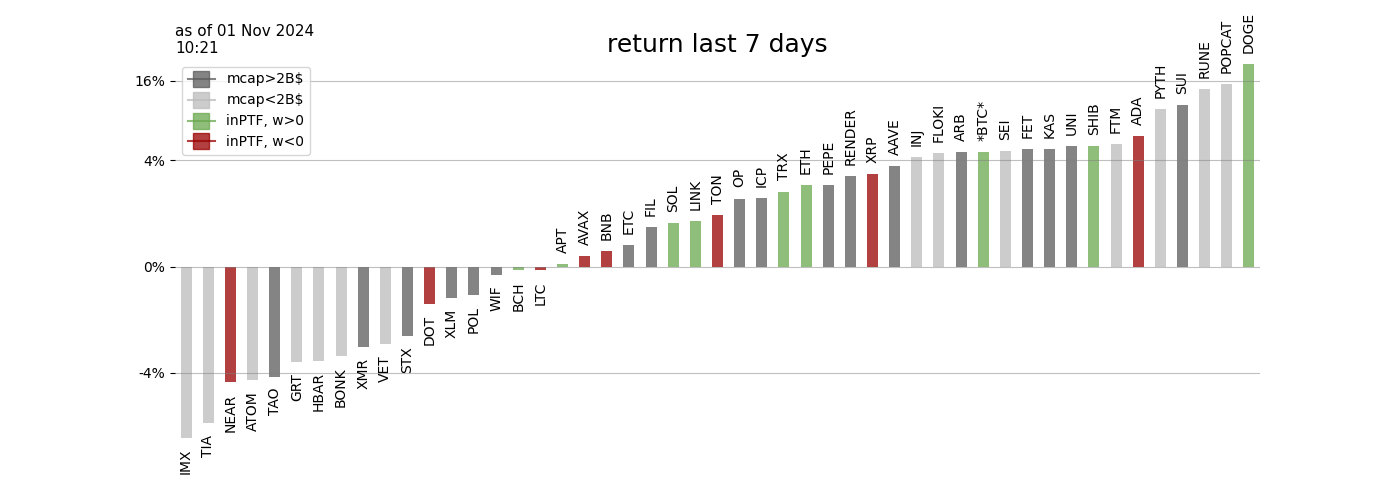 as of 01 Nov 2024
10:21
return last 7 days
mcap>2B$
mcap<2B$
inPTF, w>0
inPTF, w<0
16%
4%
0%
-4%
IMX
TIA
NEAR
ATOM
TAO
GRT
HBAR
BONK
XMR
VET
STX
DOT
XLM
POL
WIF
BCH
LTC
APT
AVAX
BNB
ETC
FIL
SOL
LINK
TON
OP
ICP
TRX
ETH
PEPE
RENDER
XRP
AAVE
INJ
FLOKI
ARB
*BTC*
SEI
FET
KAS
UNI
SHIB
FTM
ADA
PYTH
SUI
RUNE
POPCAT
DOGE